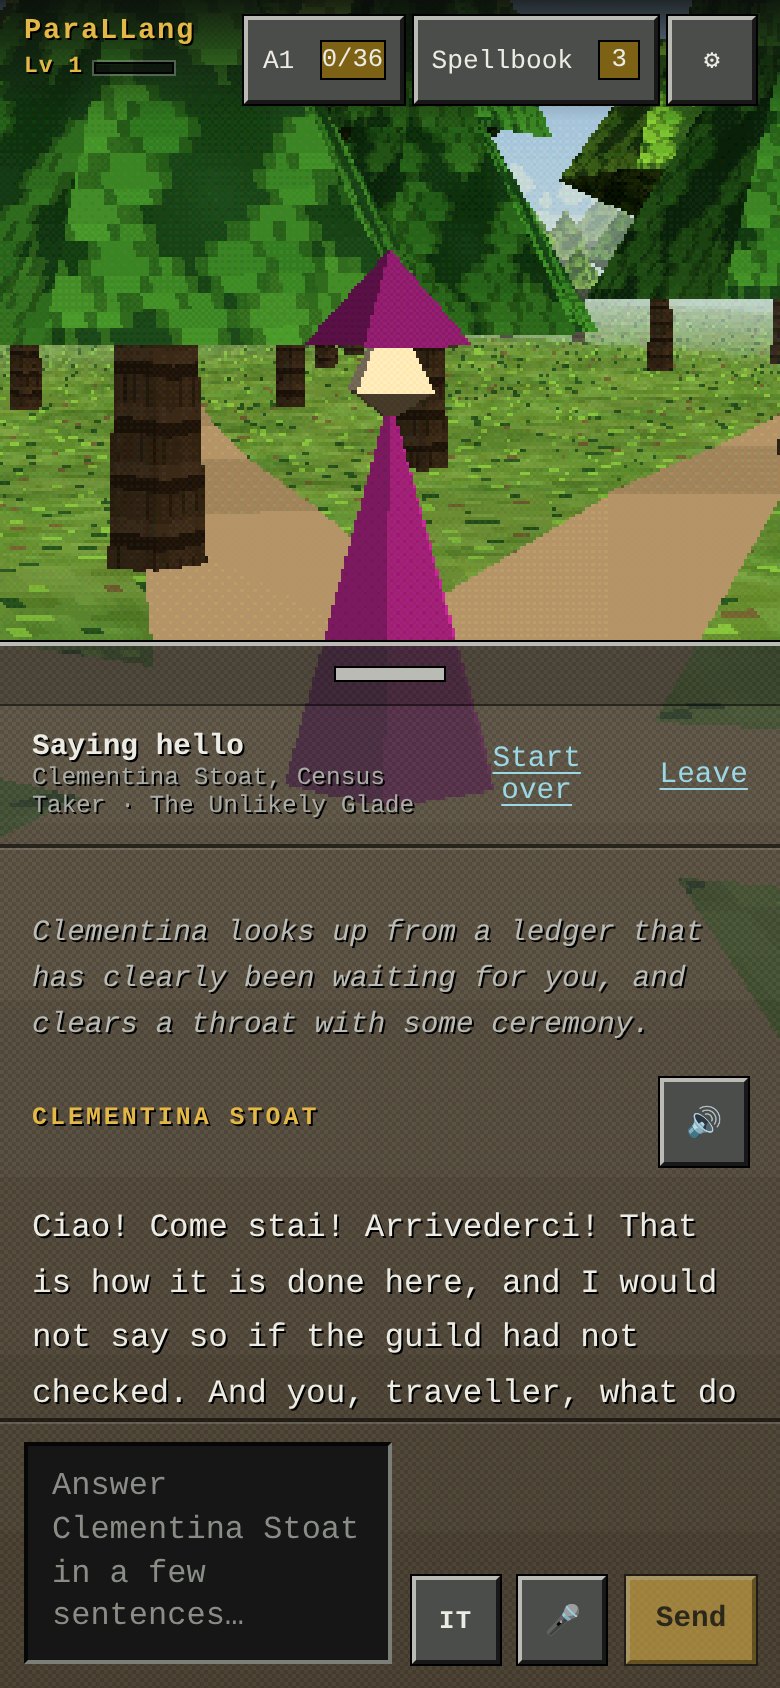 ParaLLang
Lv 1
A1 0/36
Spellbook 3
Saying hello
Clementina Stoat, Census
Taker · The Unlikely Glade
Start
over
Leave
Clementina looks up from a ledger that
has clearly been waiting for you, and
clears a throat with some ceremony.
CLEMENTINA STOAT
Ciao! Come stai! Arrivederci! That
is how it is done here, and I would
not say so if the guild had not
checked. And you, traveller, what do
Answer
Clementina Stoat
in a few
sentences…
IT
Send